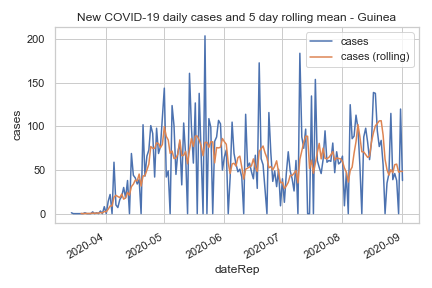 New COVID-19 daily cases and 5 day rolling mean - Guinea
cases
cases (rolling)
200
150
100
50
0
cases
2020-04
2020-05
2020-06
2020-07
2020-08
2020-09
dateRep